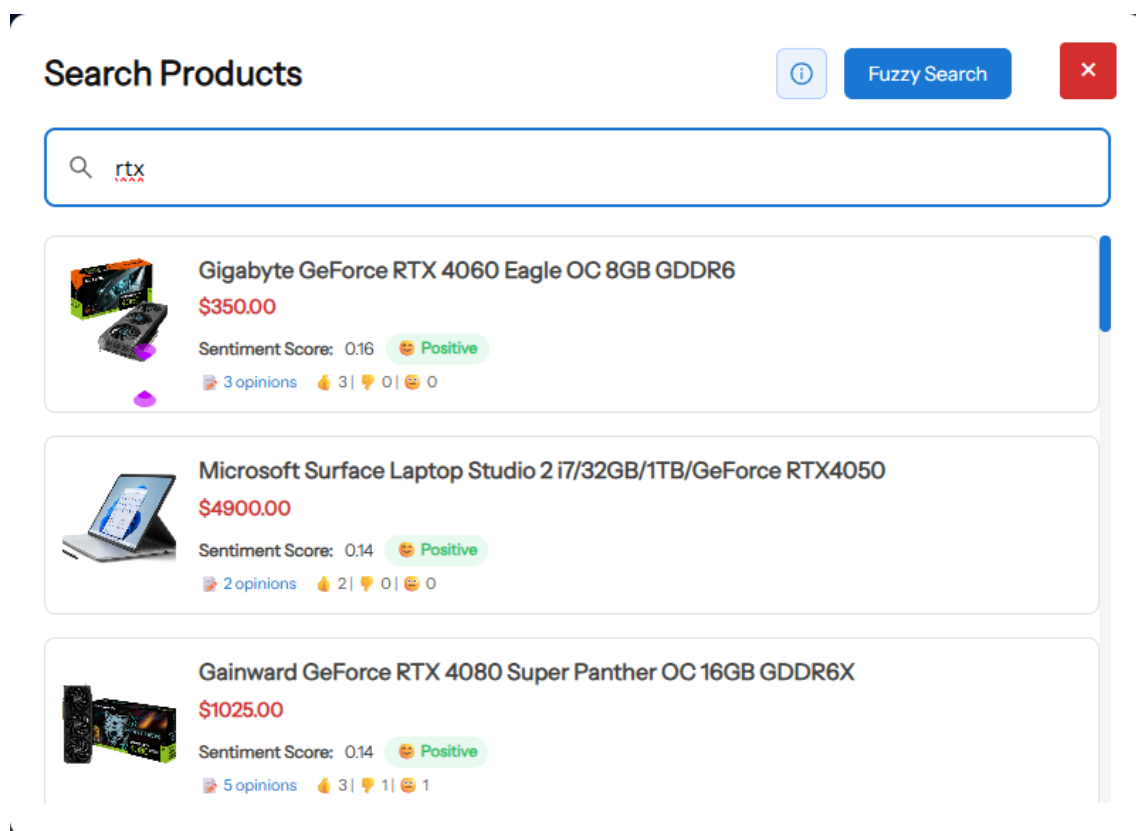 Search Products
Fuzzy Search
rtx
Gigabyte GeForce RTX 4060 Eagle OC 8GB GDDR6
$350.00
Sentiment Score: 0.16 😊 Positive
📝 3 opinions 👍 3 | 👎 0 | 😐 0
Microsoft Surface Laptop Studio 2 i7/32GB/1TB/GeForce RTX4050
$4900.00
Sentiment Score: 0.14 😊 Positive
📝 2 opinions 👍 2 | 👎 0 | 😐 0
Gainward GeForce RTX 4080 Super Panther OC 16GB GDDR6X
$1025.00
Sentiment Score: 0.14 😊 Positive
📝 5 opinions 👍 3 | 👎 1 | 😐 1